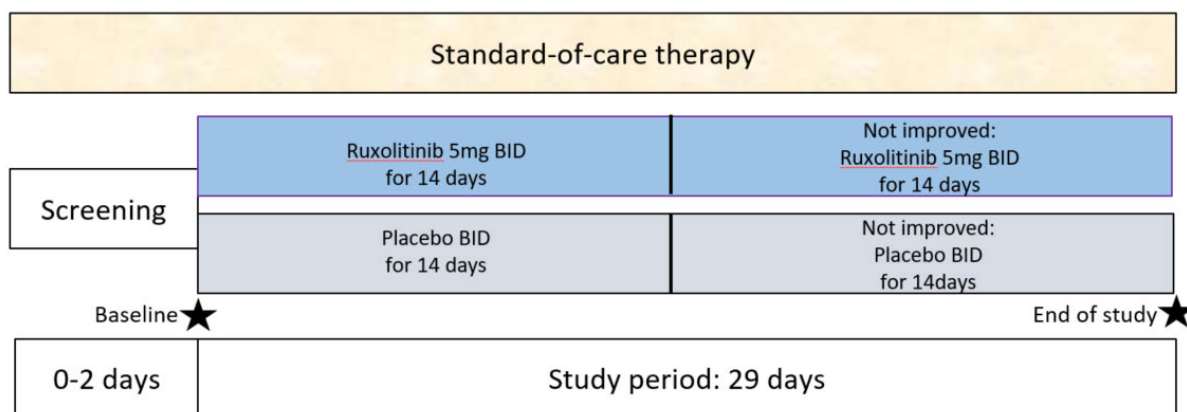 Standard-of-care therapy
Ruxolitinib 5mg BID
for 14 days
Not improved:
Ruxolitinib 5mg BID
for 14 days
Screening
Placebo BID
for 14 days
Not improved:
Placebo BID
for 14days
Baseline
End of study
0-2 days
Study period: 29 days